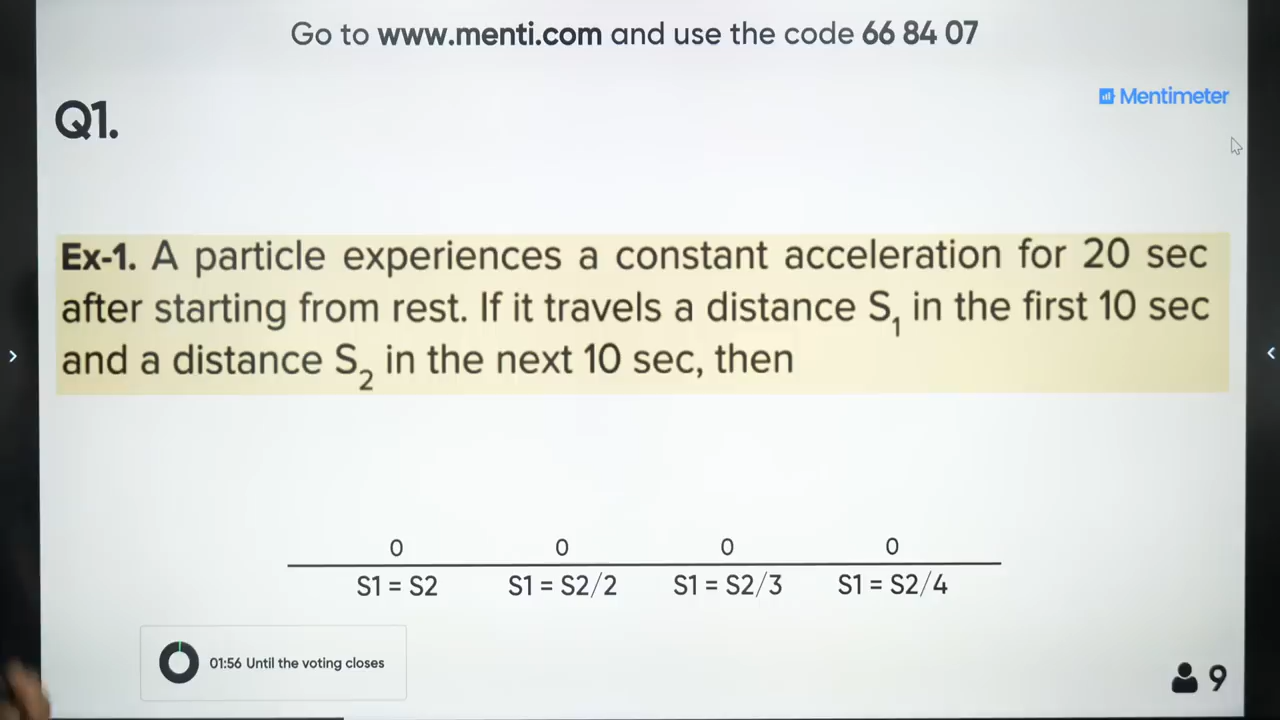 Go to www.menti.com and use the code 66 84 07
Mentimeter
Q1.
Ex-1. A particle experiences a constant acceleration for 20 sec
after starting from rest. If it travels a distance S₁ in the first 10 sec
and a distance S₂ in the next 10 sec, then
0 0 0 0
S1 = S2 S1 = S2/2 S1 = S2/3 S1 = S2/4
01:56 Until the voting closes
9